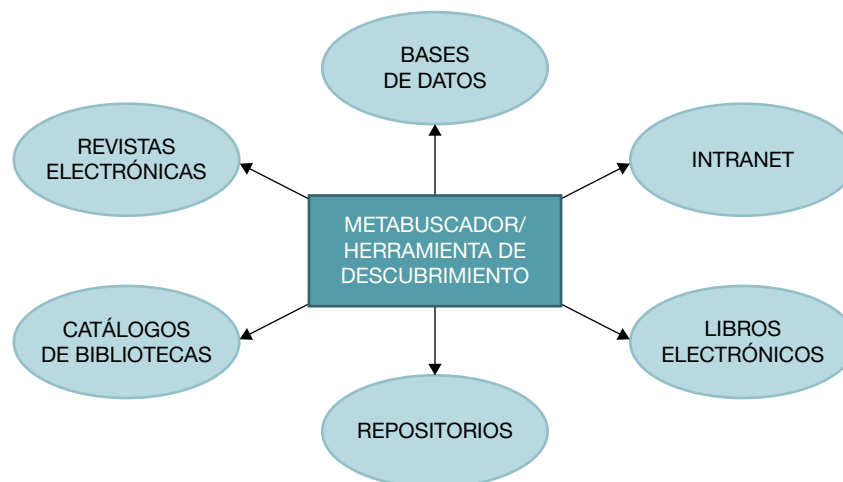 BASES
DE DATOS
REVISTAS
ELECTRÓNICAS
INTRANET
METABUSCADOR/
HERRAMIENTA DE
DESCUBRIMIENTO
CATÁLOGOS
DE BIBLIOTECAS
LIBROS
ELECTRÓNICOS
REPOSITORIOS